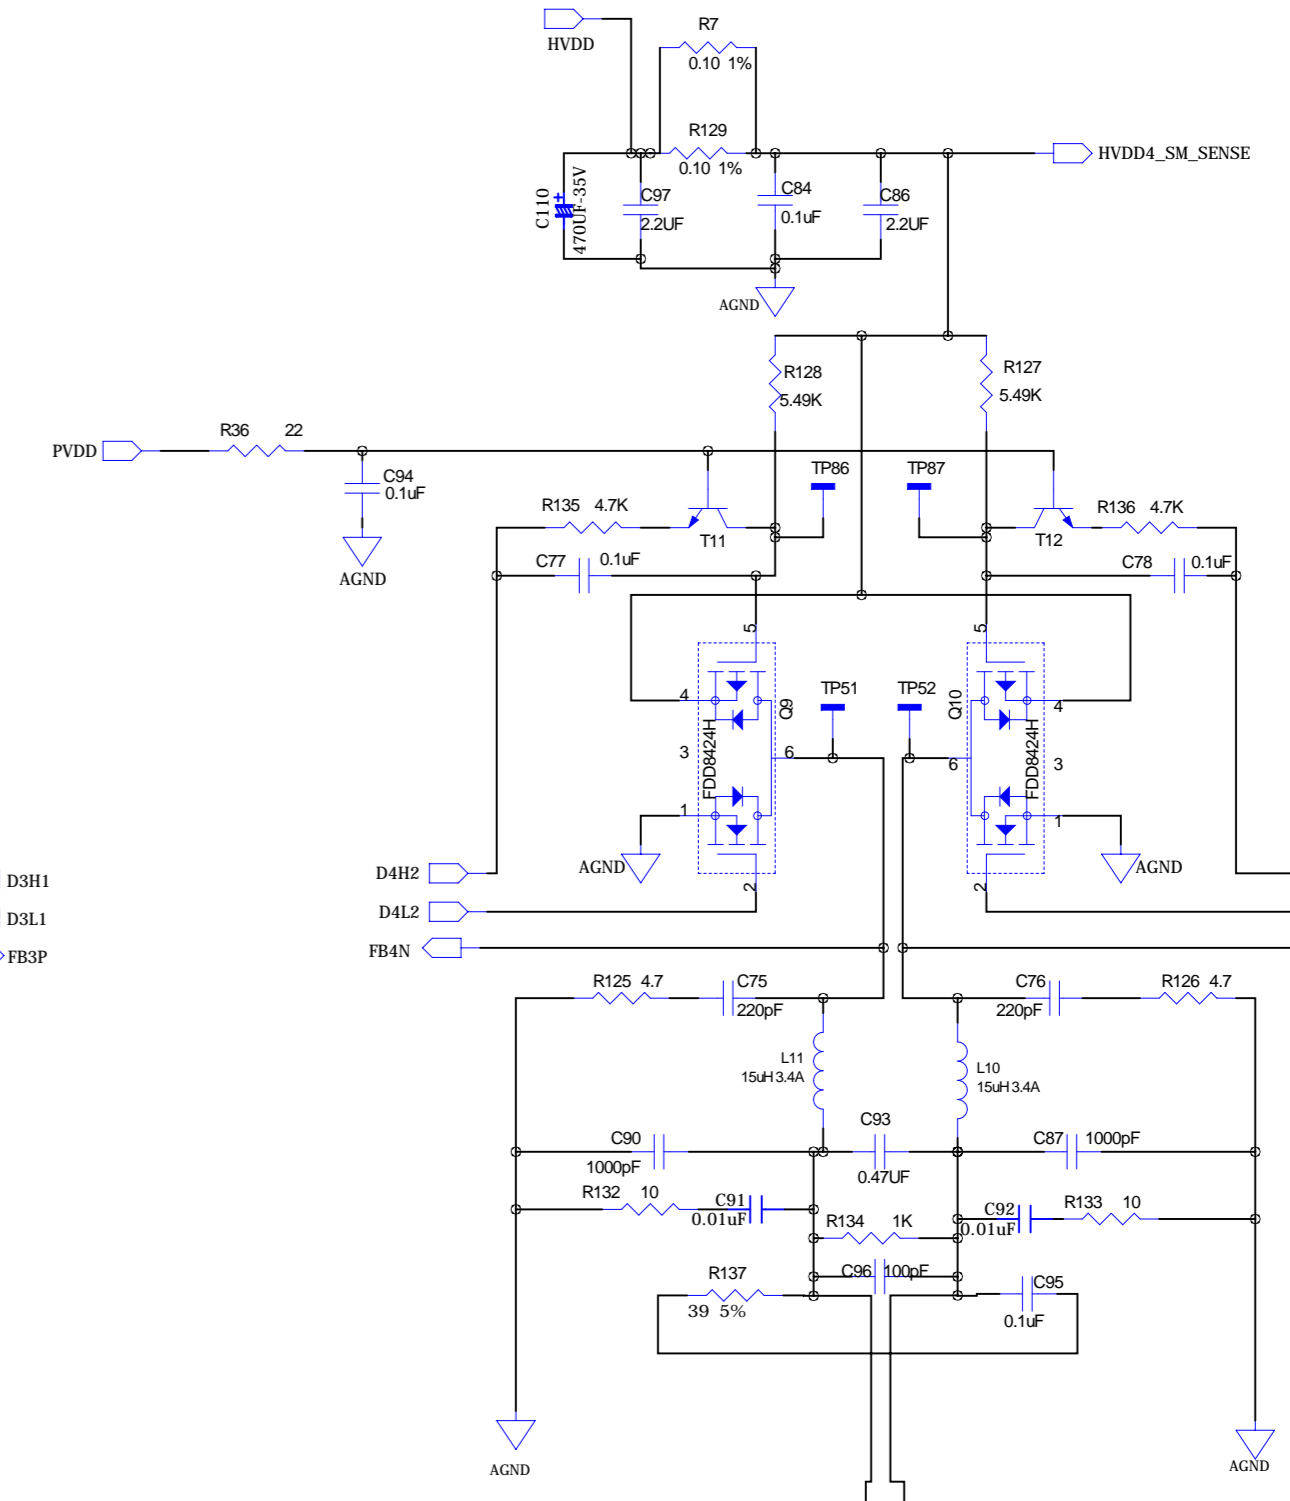 HVDD
R7
0.10 1%
R129
0.10 1%
HVDD4_SM_SENSE
C110
470UF-35V
C97
2.2UF
C84
0.1uF
C86
2.2UF
AGND
R128
5.49K
R127
5.49K
PVDD
R36 22
C94
0.1uF
AGND
TP86
TP87
R135 4.7K
T11
R136 4.7K
T12
C77
0.1uF
C78
0.1uF
5
5
4
Q9
TP51
TP52
Q10
4
3
FDD8424H
6
6
FDD8424H
3
1
1
AGND
AGND
2
2
D4H2
D3H1
D4L2
D3L1
FB4N
FB3P
R125 4.7
C75
220pF
C76
220pF
R126 4.7
L11
15uH 3.4A
L10
15uH 3.4A
C90
1000pF
C93
0.47UF
C87
1000pF
R132 10
C91
0.01uF
C92
0.01uF
R133 10
R134 1K
C96 100pF
R137
39 5%
C95
0.1uF
AGND
AGND